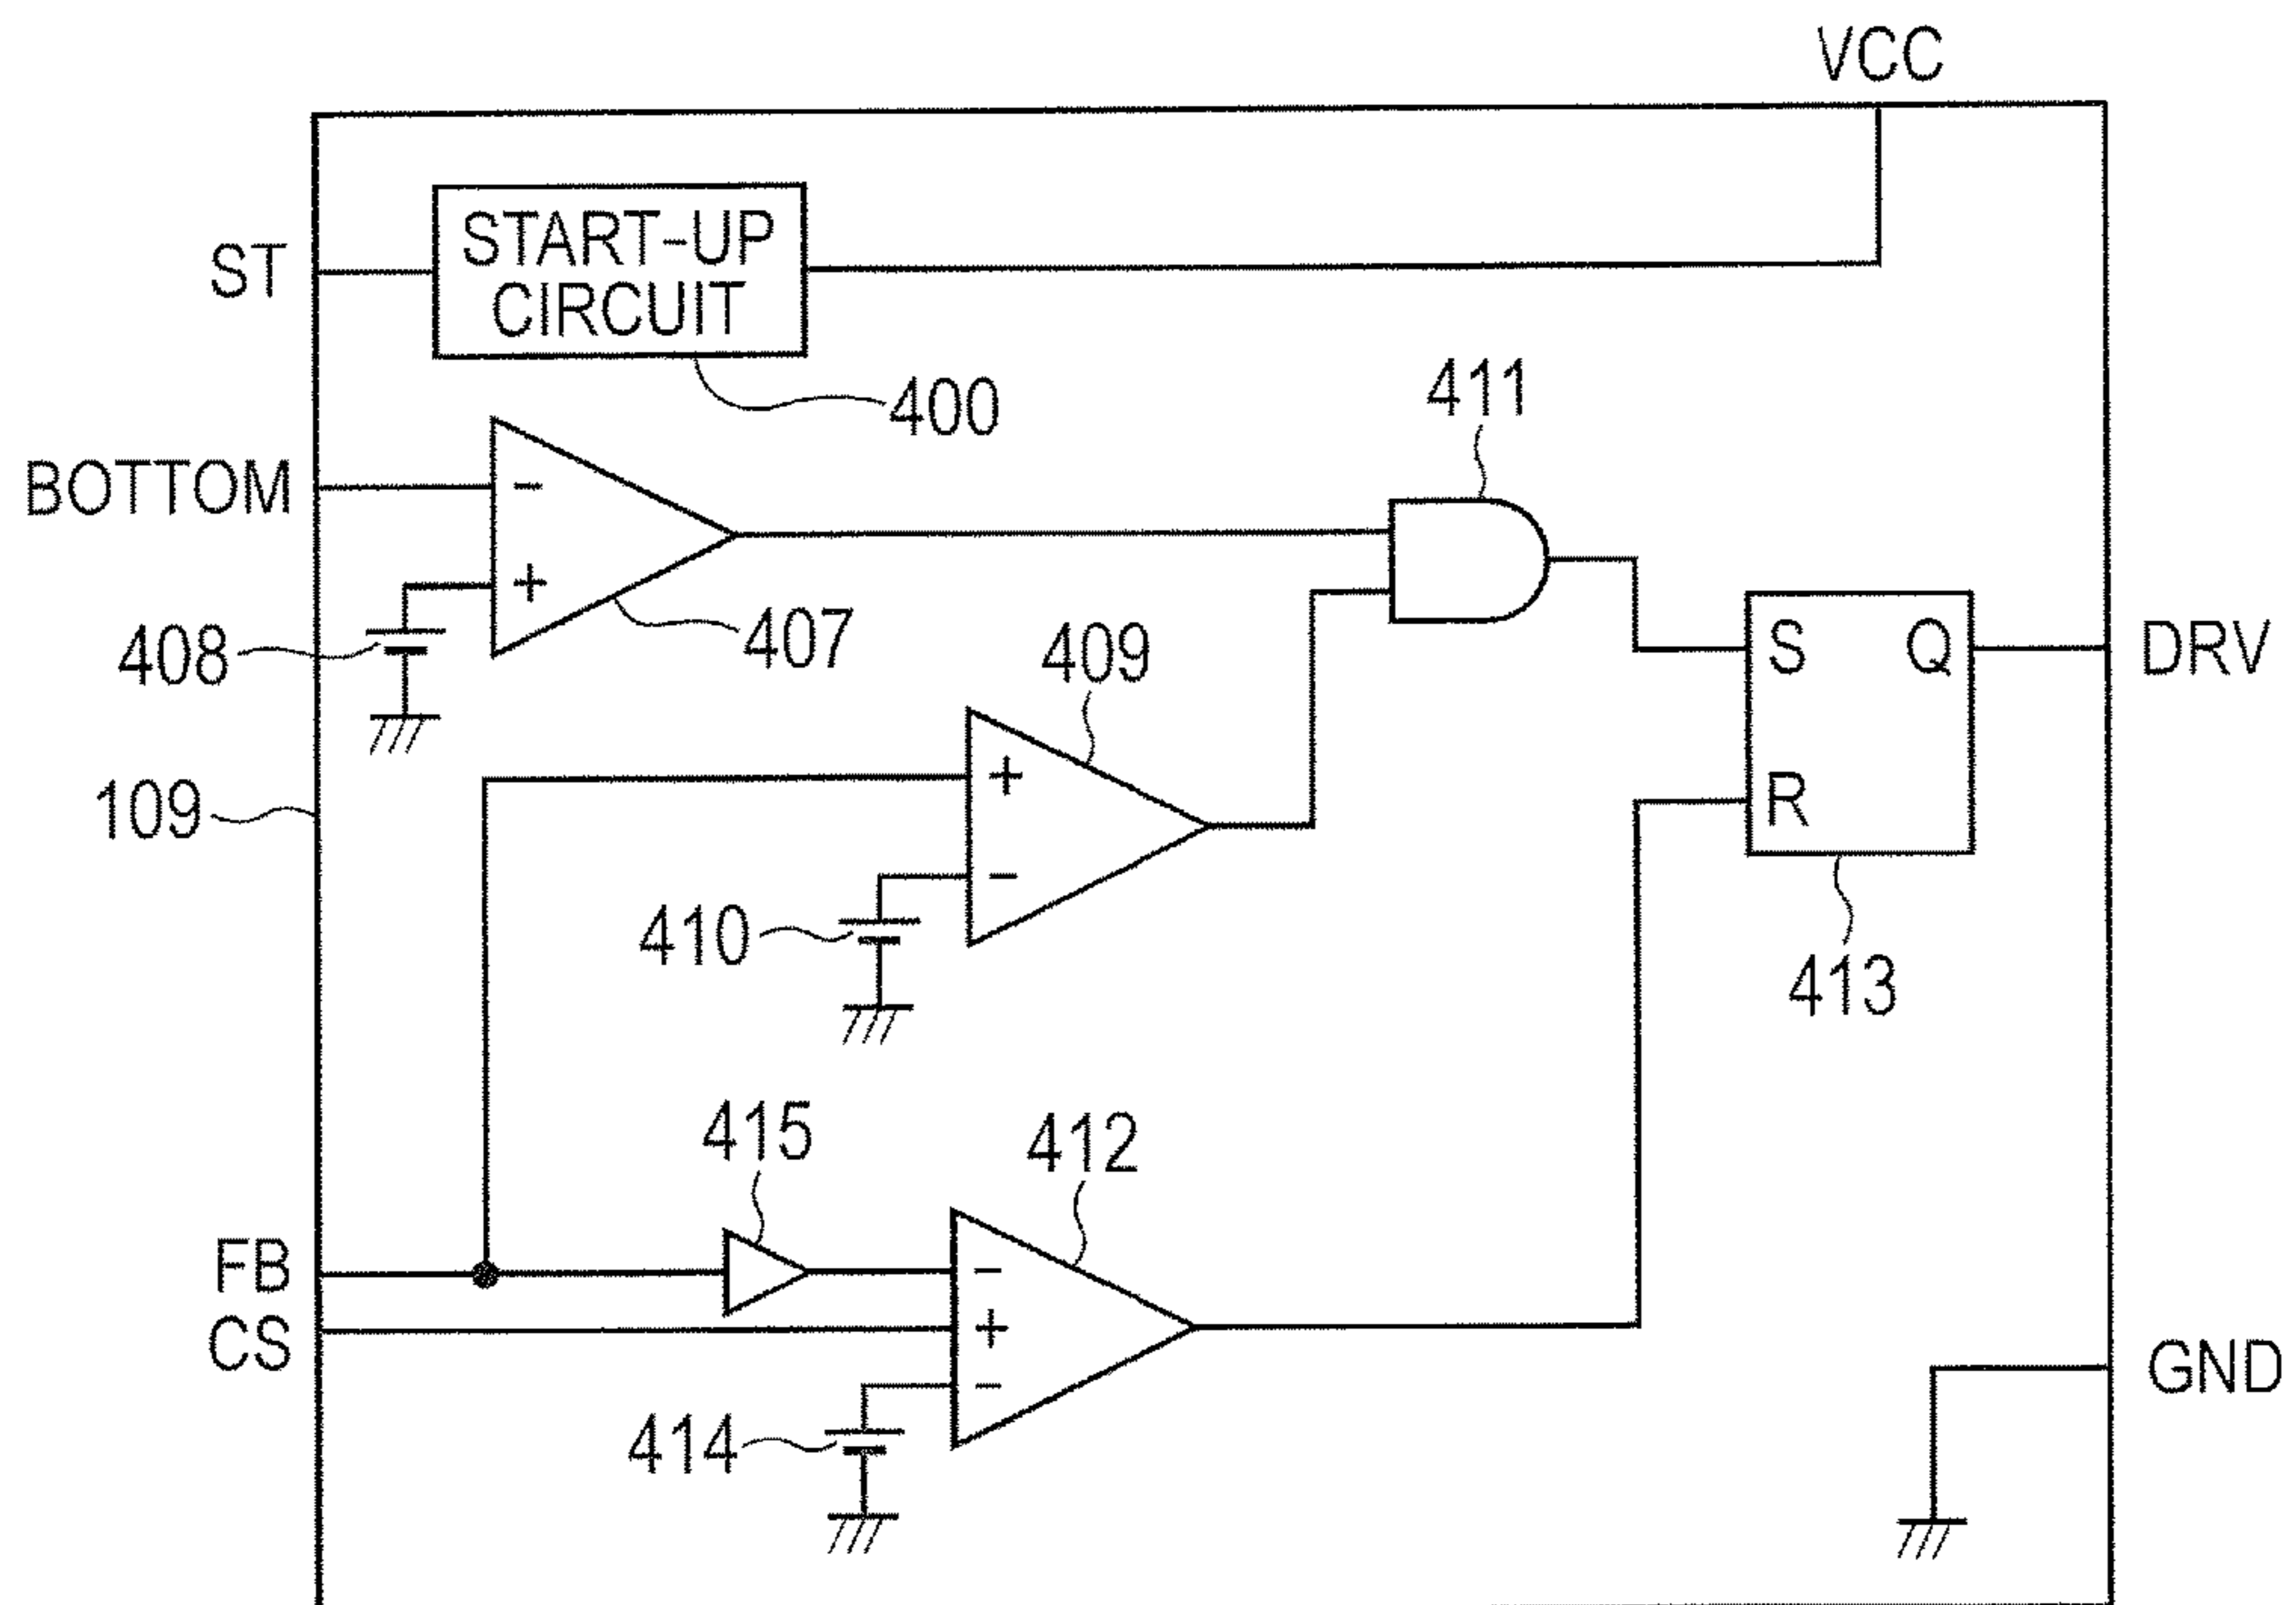 VCC
ST
START-UP
CIRCUIT
400
411
BOTTOM
-
+
408
407
409
S
Q
DRV
109
+
-
R
410
413
415
412
FB
-
CS
+
-
GND
414